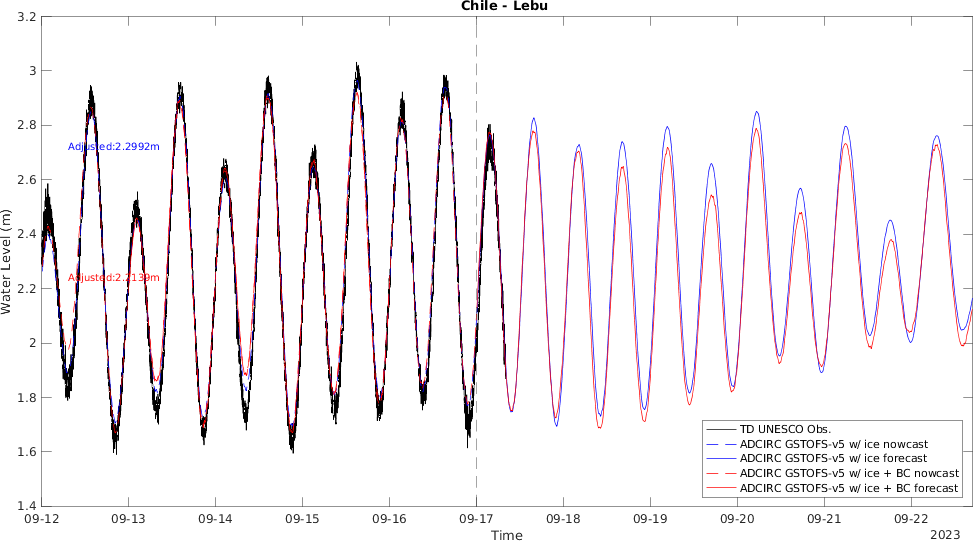 Chile - Lebu
3.2
3
2.8
2.6
2.4
2.2
2
1.8
1.6
1.4
Water Level (m)
Adjusted:2.2992m
TD UNESCO Obs.
ADCIRC GSTOFS-v5 w/ ice nowcast
ADCIRC GSTOFS-v5 w/ ice forecast
ADCIRC GSTOFS-v5 w/ ice + BC nowcast
ADCIRC GSTOFS-v5 w/ ice + BC forecast
09-12
09-13
09-14
09-15
09-16
09-17
09-18
09-19
09-20
09-21
09-22
Time
2023